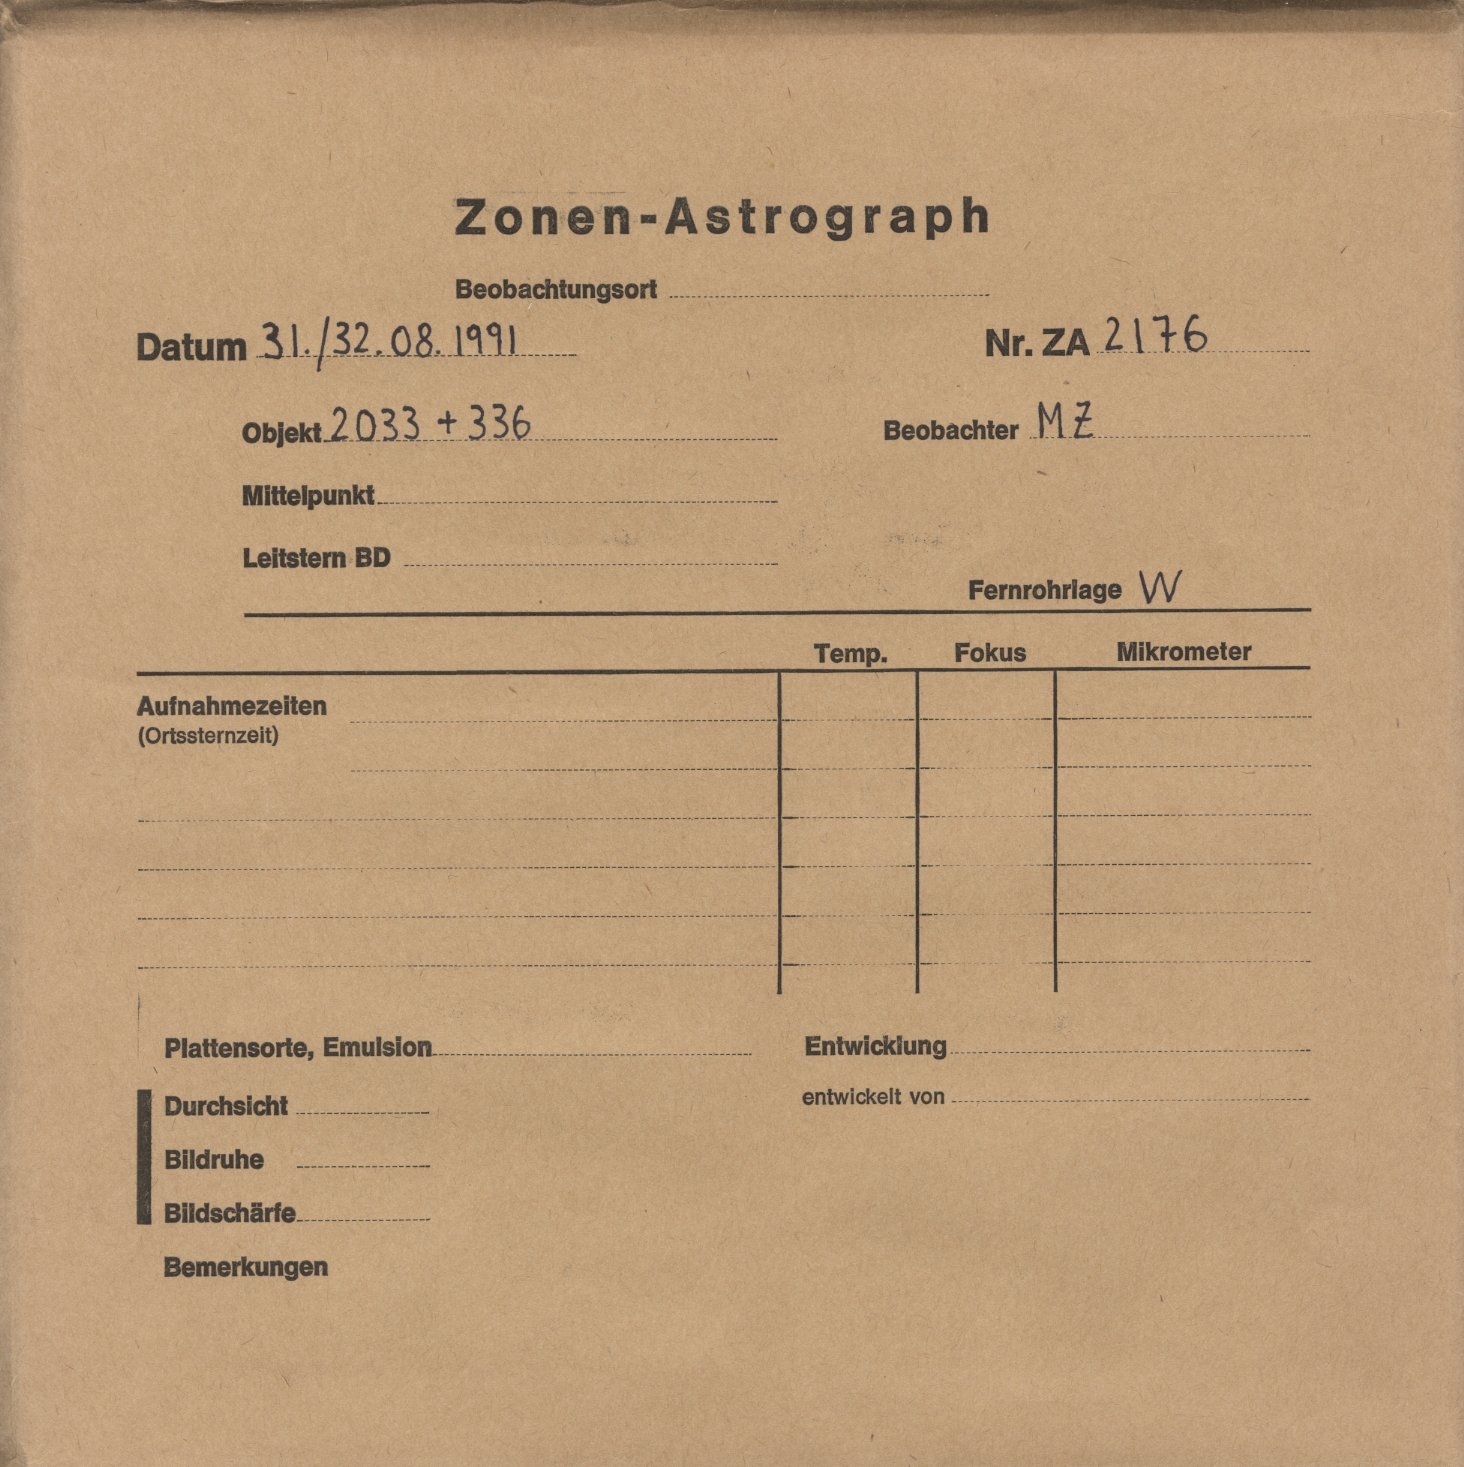 Zonen-Astrograph
Beobachtungsort
Datum 31./32.08.1991 Nr. ZA 2176
Objekt 2033 + 336 Beobachter MZ
Mittelpunkt
Leitstern BD
Fernrohrlage W
Temp. Fokus Mikrometer
Aufnahmezeiten
(Ortssternzeit)
Plattensorte, Emulsion Entwicklung
Durchsicht entwickelt von
Bildruhe
Bildschärfe
Bemerkungen